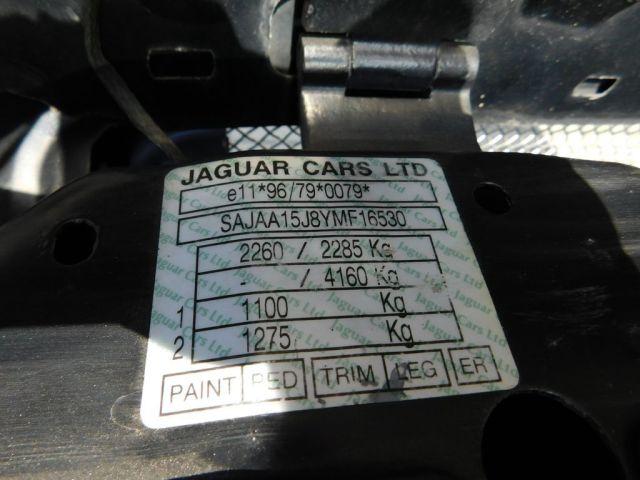 JAGUAR CARS LTD
e11*96/79*0079*
SAJAA15J8YMF16530
2260 / 2285 Kg
- / 4160 Kg
1 1100 Kg
2 1275 Kg
PAINT PED TRIM LEG ER